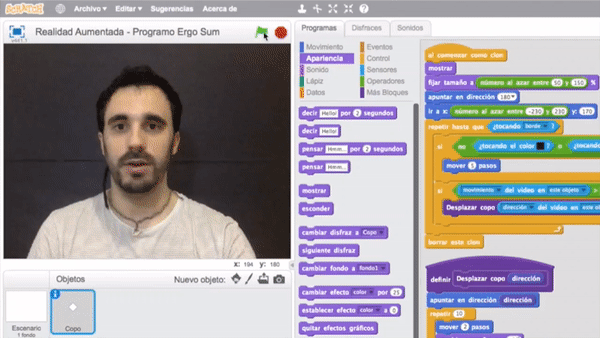 SCRATCH
Archivo
Editar
Sugerencias
Acerca de
Realidad Aumentada - Programo Ergo Sum
x: 194 y: 180
Objetos
Nuevo objeto:
Escenario
1 fondo
Copo
Programas
Disfraces
Sonidos
Movimiento
Apariencia
Sonido
Lápiz
Datos
Eventos
Control
Sensores
Operadores
Más Bloques
decir Hello! por 2 segundos
decir Hello!
pensar Hmm... por 2 segundos
pensar Hmm...
mostrar
esconder
cambiar disfraz a Copo
siguiente disfraz
cambiar fondo a fondo1
cambiar efecto color por 25
establecer efecto color a 0
quitar efectos gráficos
al comenzar como clon
mostrar
fijar tamaño a número al azar entre 50 y 150 %
apuntar en dirección 180
ir a x: número al azar entre -230 y 230 y: 170
repetir hasta que ¿tocando borde ?
si no ¿tocando el color ?
mover 1 pasos
si movimiento del video en este objeto >
Desplazar copo dirección del video en este
borrar este clon
definir Desplazar copo dirección
apuntar en dirección dirección
repetir 10
mover 2 pasos